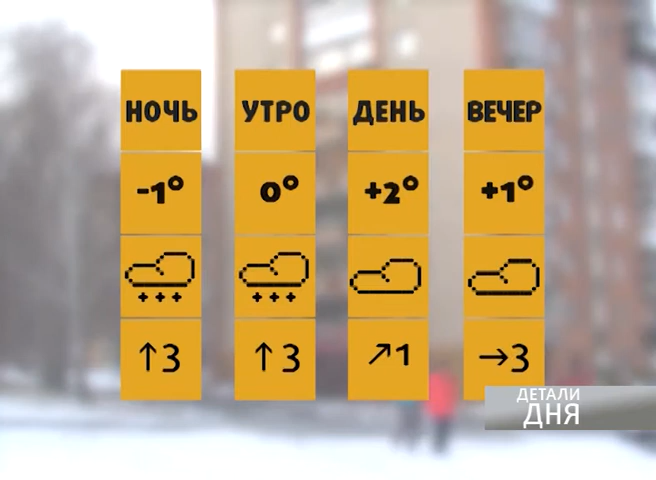 НОЧЬ УТРО ДЕНЬ ВЕЧЕР
-1° 0° +2° +1°
↑3 ↑3 ↗1 →3
ДЕТАЛИ
ДНЯ